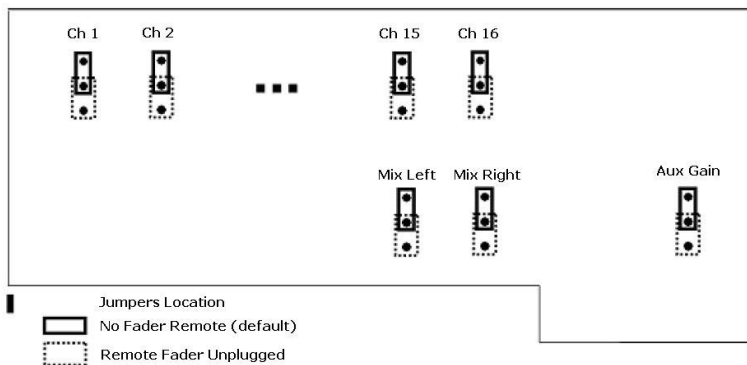 Ch 1
Ch 2
Ch 15
Ch 16
Mix Left
Mix Right
Aux Gain
Jumpers Location
No Fader Remote (default)
Remote Fader Unplugged